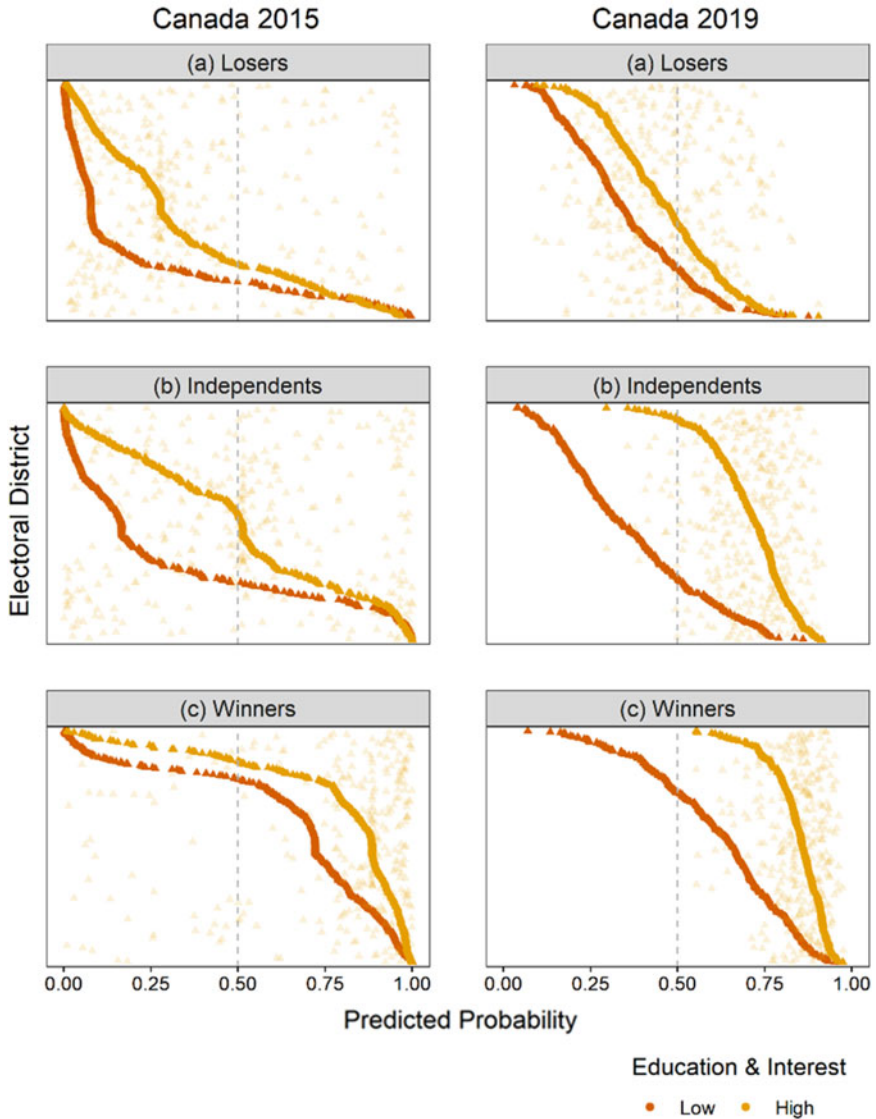 Canada 2015
Canada 2019
(a) Losers
(a) Losers
(b) Independents
(b) Independents
Electoral District
(c) Winners
(c) Winners
0.00 0.25 0.50 0.75 1.00
0.00 0.25 0.50 0.75 1.00
Predicted Probability
Education & Interest
Low High